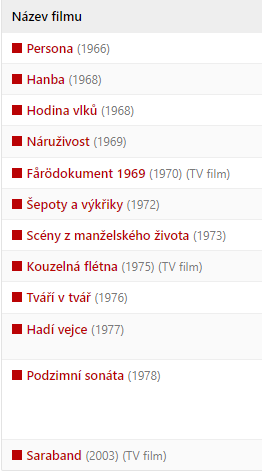 Název filmu
Persona (1966)
Hanba (1968)
Hodina vlků (1968)
Náruživost (1969)
Fårödokument 1969 (1970) (TV film)
Šepoty a výkřiky (1972)
Scény z manželského života (1973)
Kouzelná flétna (1975) (TV film)
Tváří v tvář (1976)
Hadí vejce (1977)
Podzimní sonáta (1978)
Saraband (2003) (TV film)